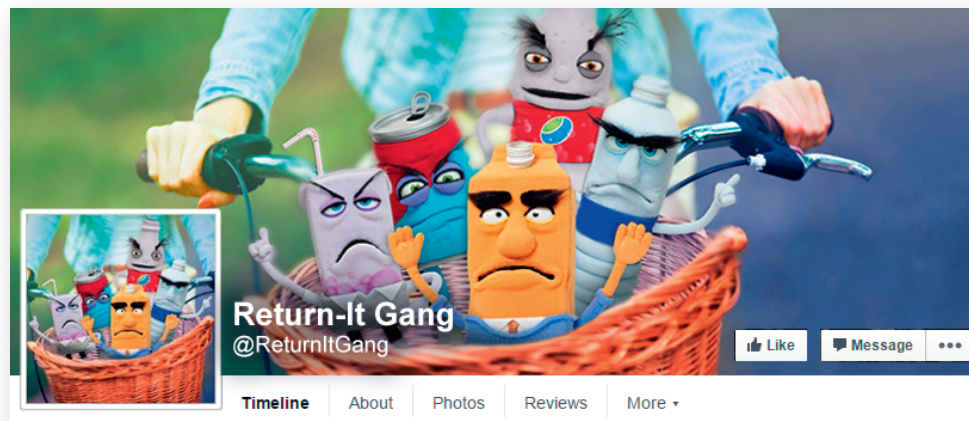 Return-It Gang
@ReturnItGang
Like
Message
Timeline
About
Photos
Reviews
More